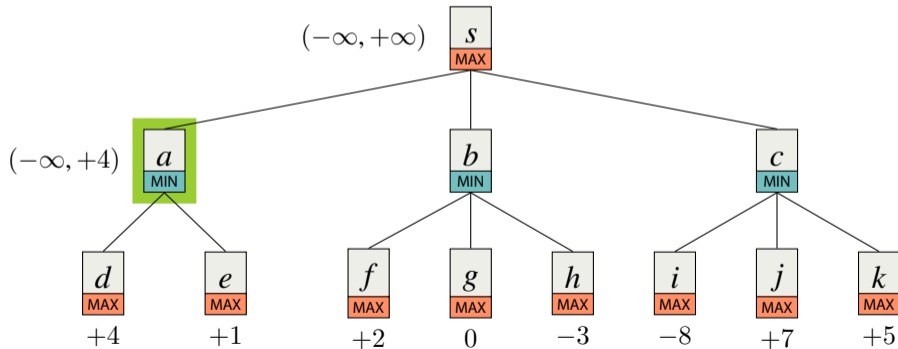 (−∞, +∞) s
MAX
(−∞, +4) a b c
MIN MIN MIN
d e f g h i j k
MAX MAX MAX MAX MAX MAX MAX MAX
+4 +1 +2 0 −3 −8 +7 +5